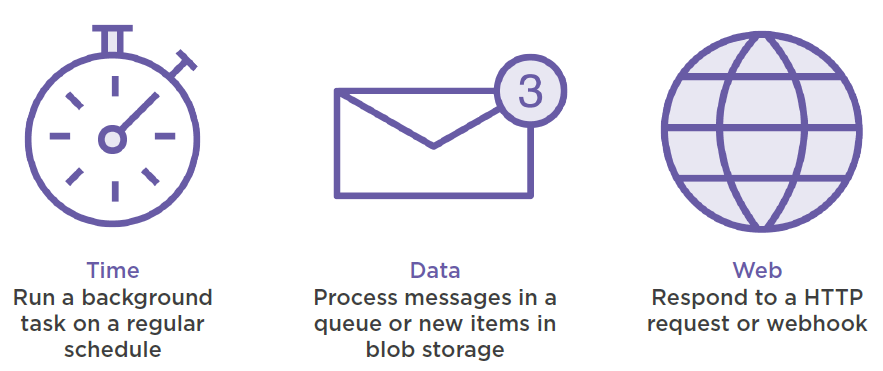 3
Time
Run a background
task on a regular
schedule
Data
Process messages in a
queue or new items in
blob storage
Web
Respond to a HTTP
request or webhook